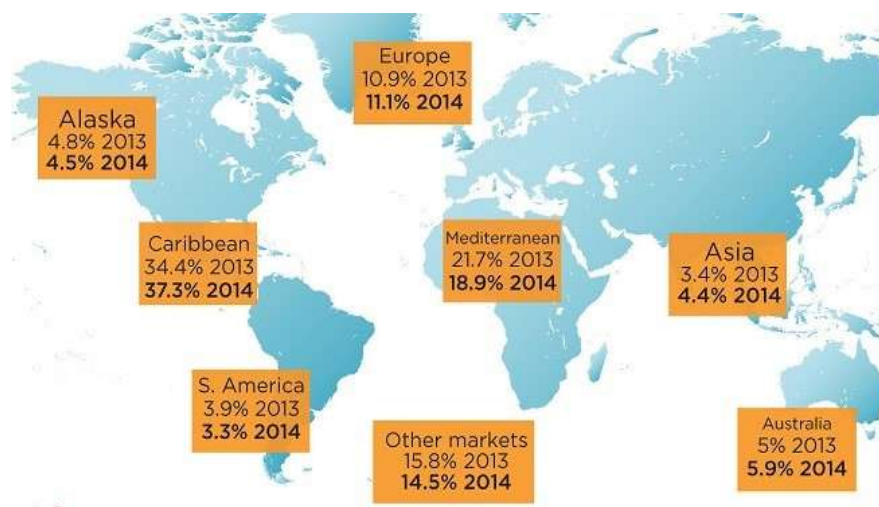 Europe
10.9% 2013
11.1% 2014
Alaska
4.8% 2013
4.5% 2014
Caribbean
34.4% 2013
37.3% 2014
Mediterranean
21.7% 2013
18.9% 2014
Asia
3.4% 2013
4.4% 2014
S. America
3.9% 2013
3.3% 2014
Other markets
15.8% 2013
14.5% 2014
Australia
5% 2013
5.9% 2014